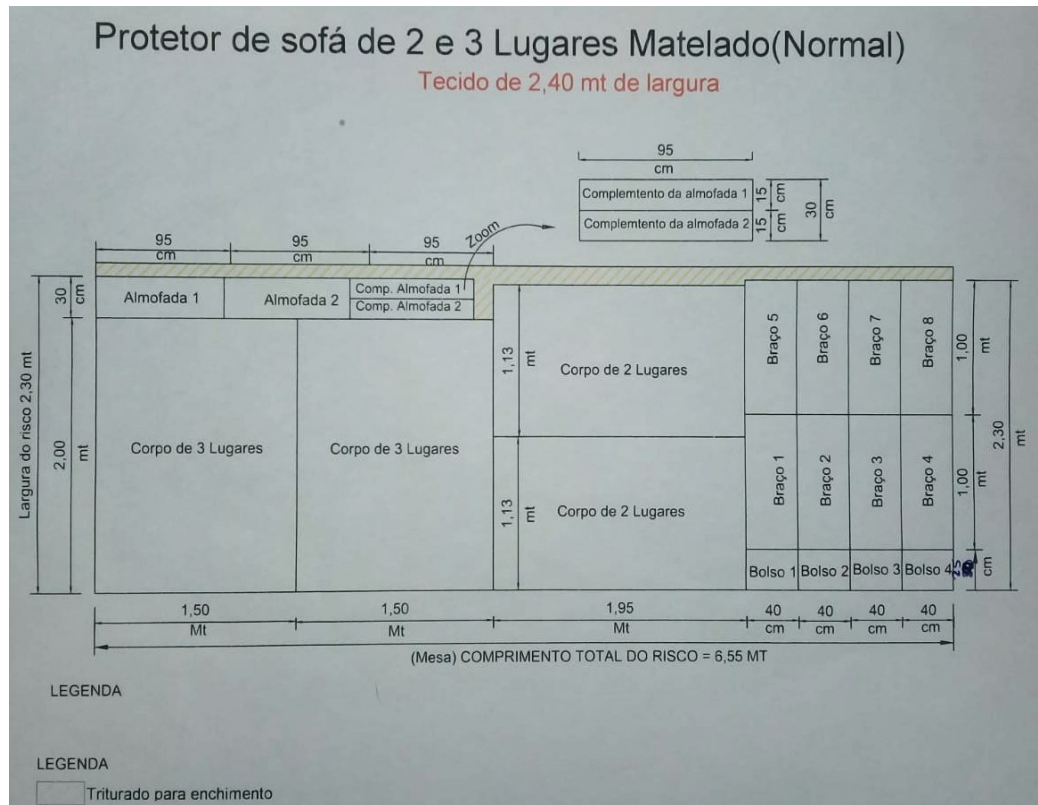 Protetor de sofá de 2 e 3 Lugares Matelado(Normal)
Tecido de 2,40 mt de largura
95
cm
Complemtento da almofada 1
15
cm
Complemtento da almofada 2
15
cm
30
cm
Zoom
95
cm
95
cm
95
cm
30
cm
Almofada 1
Almofada 2
Comp. Almofada 1
Comp. Almofada 2
Largura do risco 2,30 mt
2,00
mt
Corpo de 3 Lugares
Corpo de 3 Lugares
1,13
mt
Corpo de 2 Lugares
1,13
mt
Corpo de 2 Lugares
Braço 5
Braço 6
Braço 7
Braço 8
1,00
mt
Braço 1
Braço 2
Braço 3
Braço 4
1,00
mt
2,30
mt
Bolso 1
Bolso 2
Bolso 3
Bolso 4
25
cm
1,50
Mt
1,50
Mt
1,95
Mt
40
cm
40
cm
40
cm
40
cm
(Mesa) COMPRIMENTO TOTAL DO RISCO = 6,55 MT
LEGENDA
LEGENDA
Triturado para enchimento